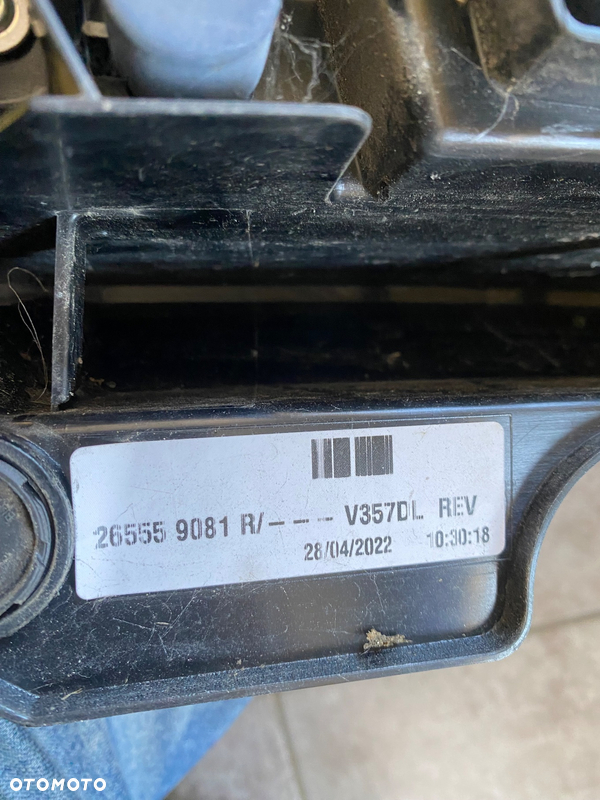 26555 9081 R/--- V357DL REV
28/04/2022 10:30:18
OTOMOTO